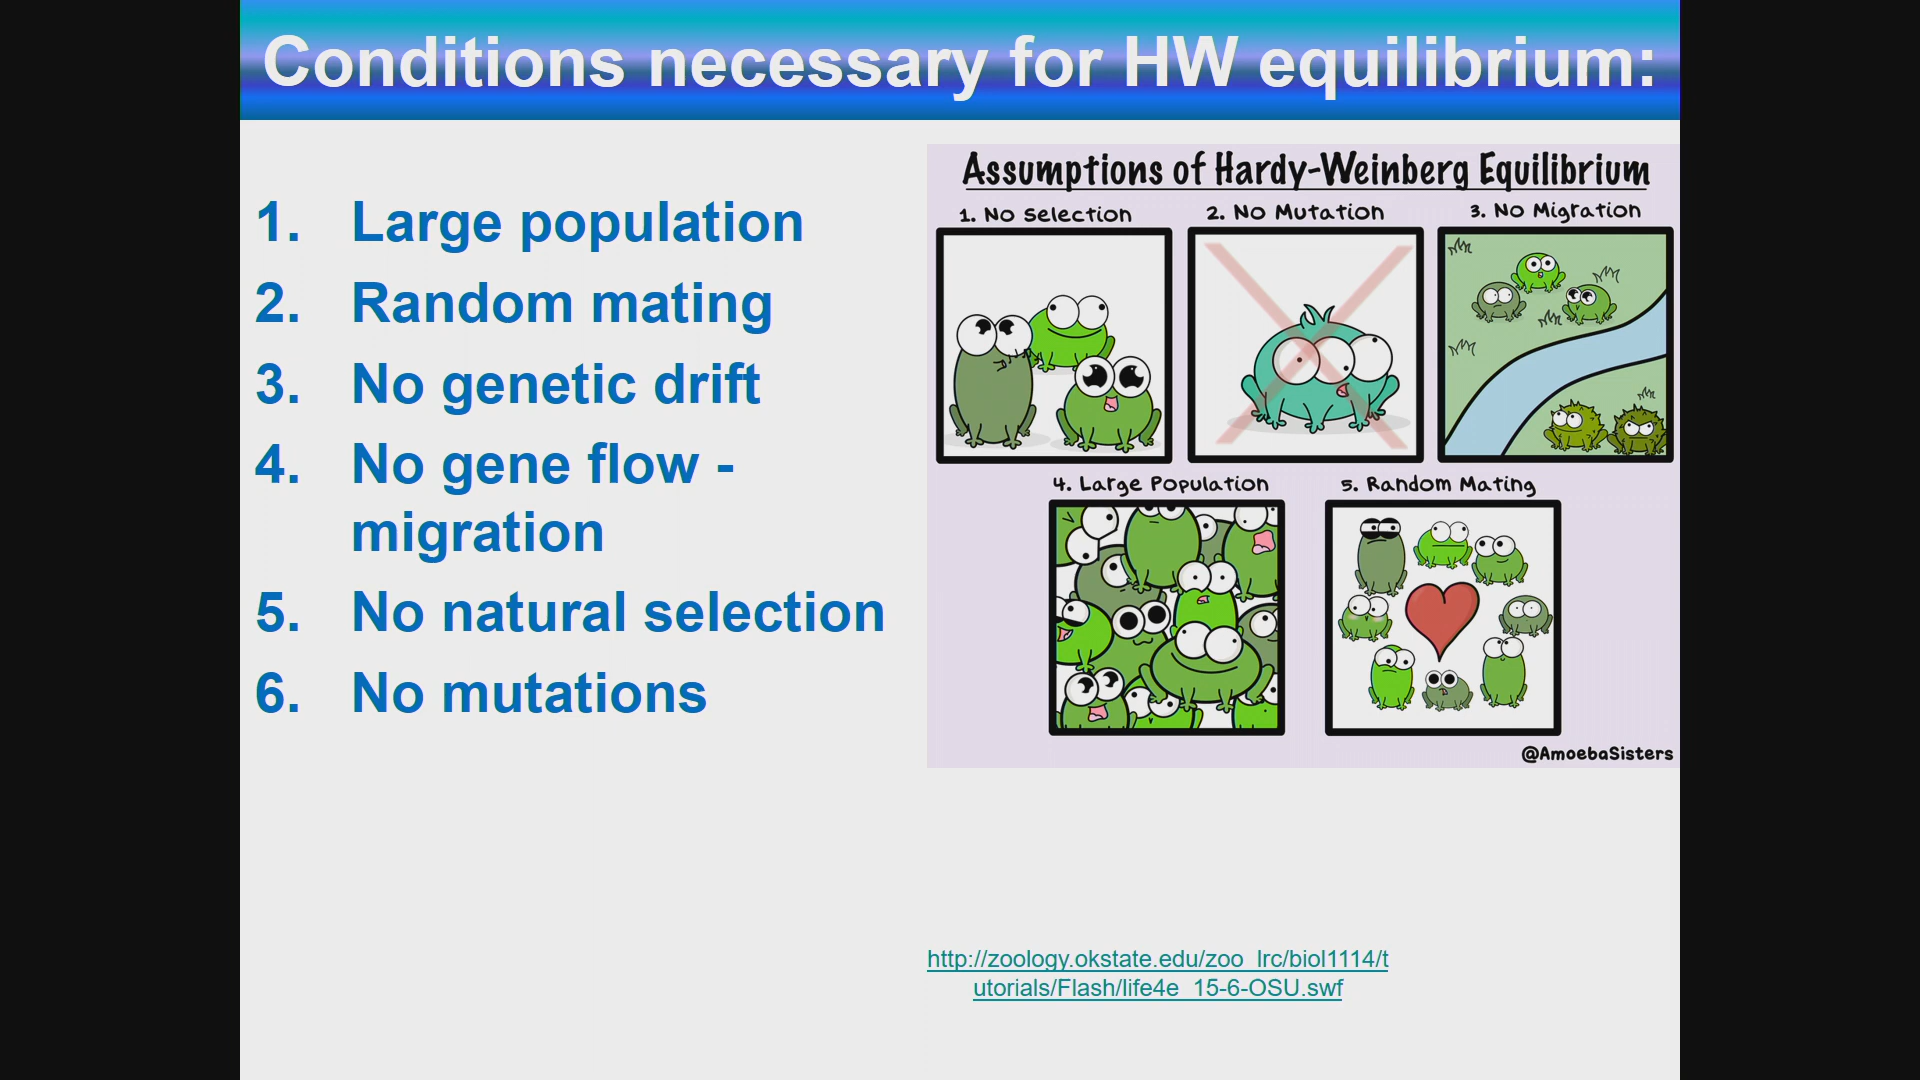 Conditions necessary for HW equilibrium:
1. Large population
2. Random mating
3. No genetic drift
4. No gene flow -
migration
5. No natural selection
6. No mutations
Assumptions of Hardy-Weinberg Equilibrium
1. No Selection
2. No Mutation
3. No Migration
4. Large Population
5. Random Mating
@AmoebaSisters
http://zoology.okstate.edu/zoo_lrc/biol1114/t
utorials/Flash/life4e_15-6-OSU.swf